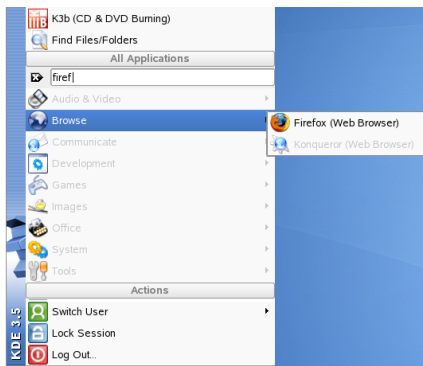 K3b (CD & DVD Burning)
Find Files/Folders
All Applications
firef
Audio & Video
Browse
Firefox (Web Browser)
Konqueror (Web Browser)
Communicate
Development
Games
Images
Office
System
Tools
Actions
Switch User
Lock Session
Log Out...
KDE 3.5